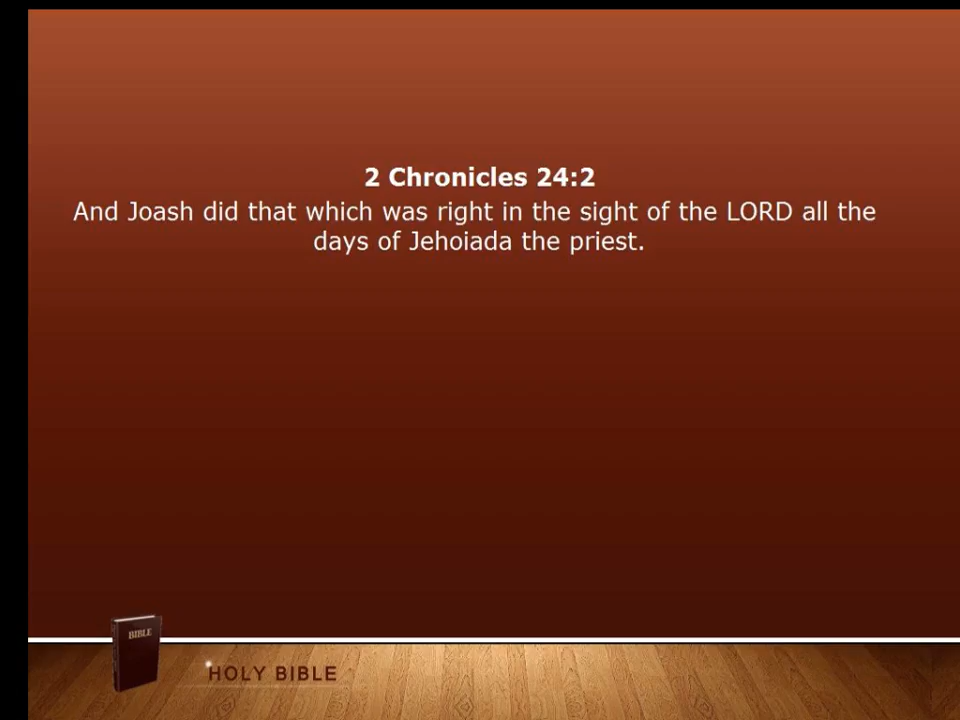 2 Chronicles 24:2
And Joash did that which was right in the sight of the LORD all the
days of Jehoiada the priest.
BIBLE
HOLY BIBLE